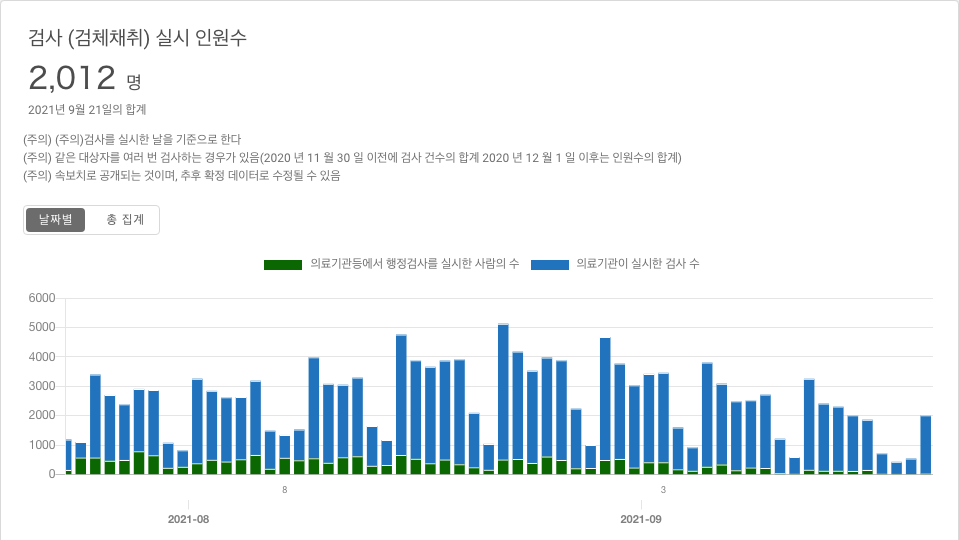 검사 (검체채취) 실시 인원수
2,012 명
2021년 9월 21일의 합계
(주의) (주의)검사를 실시한 날을 기준으로 한다
(주의) 같은 대상자를 여러 번 검사하는 경우가 있음(2020 년 11 월 30 일 이전에 검사 건수의 합계 2020 년 12 월 1 일 이후는 인원수의 합계)
(주의) 속보치로 공개되는 것이며, 추후 확정 데이터로 수정될 수 있음
날짜별 총 집계
의료기관등에서 행정검사를 실시한 사람의 수 의료기관이 실시한 검사 수
6000
5000
4000
3000
2000
1000
0
8 3
2021-08 2021-09